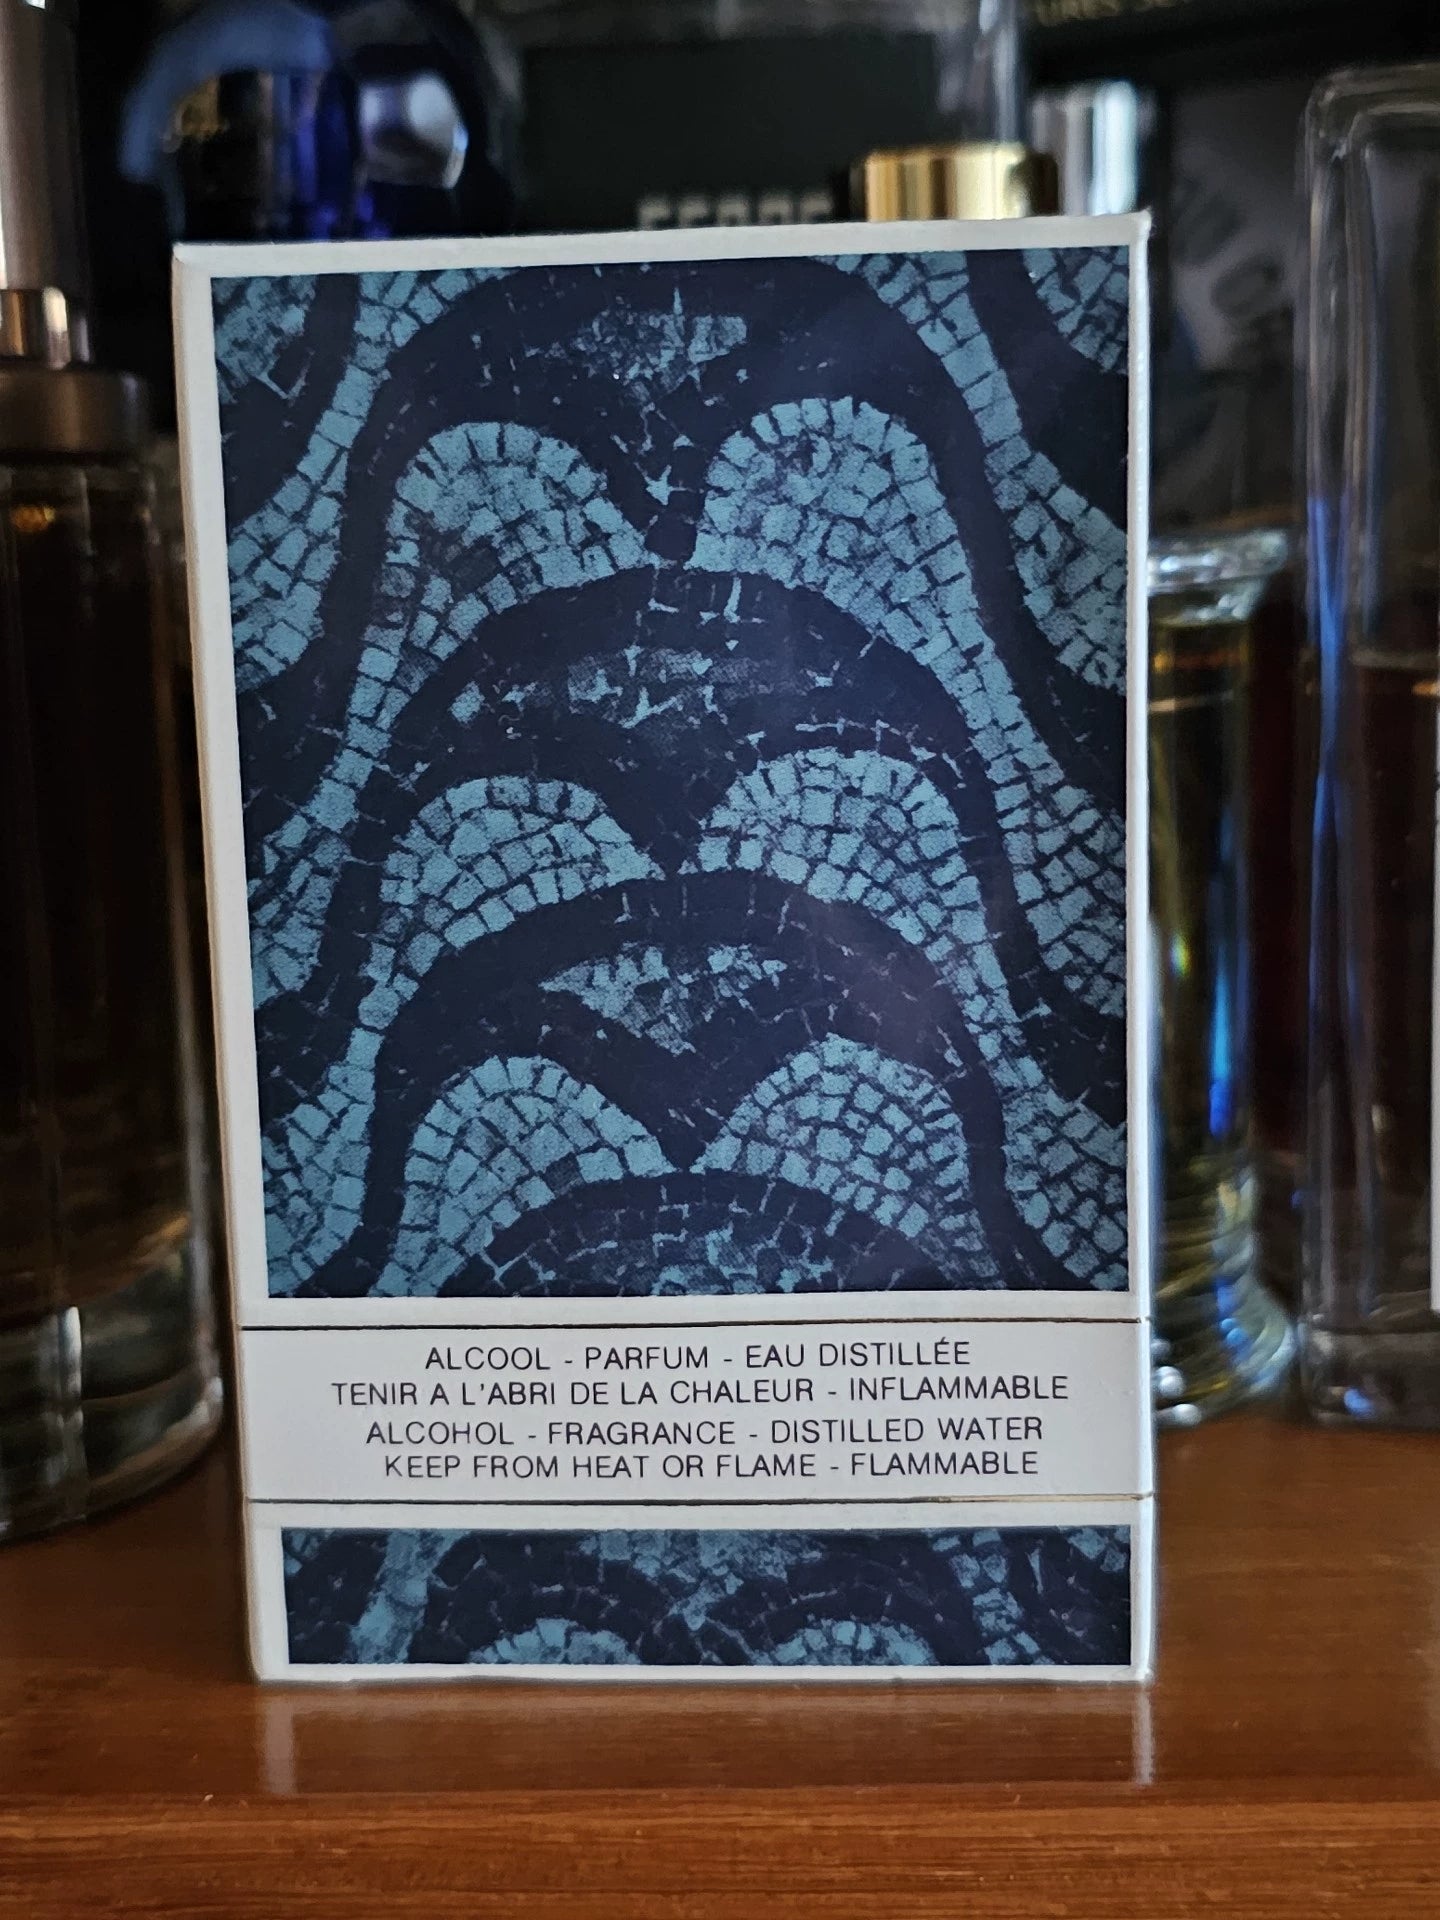 ALCOOL - PARFUM - EAU DISTILLÉE
TENIR A L'ABRI DE LA CHALEUR - INFLAMMABLE
ALCOHOL - FRAGRANCE - DISTILLED WATER
KEEP FROM HEAT OR FLAME - FLAMMABLE